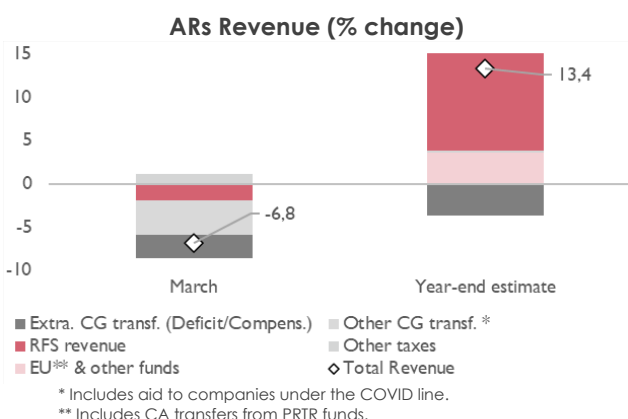 ARs Revenue (% change)
15
10
5
0
-5
-10
13,4
-6,8
March Year-end estimate
Extra. CG transf. (Deficit/Compens.) Other CG transf. *
RFS revenue Other taxes
EU** & other funds Total Revenue
* Includes aid to companies under the COVID line.
** Includes CA transfers from PRTR funds.